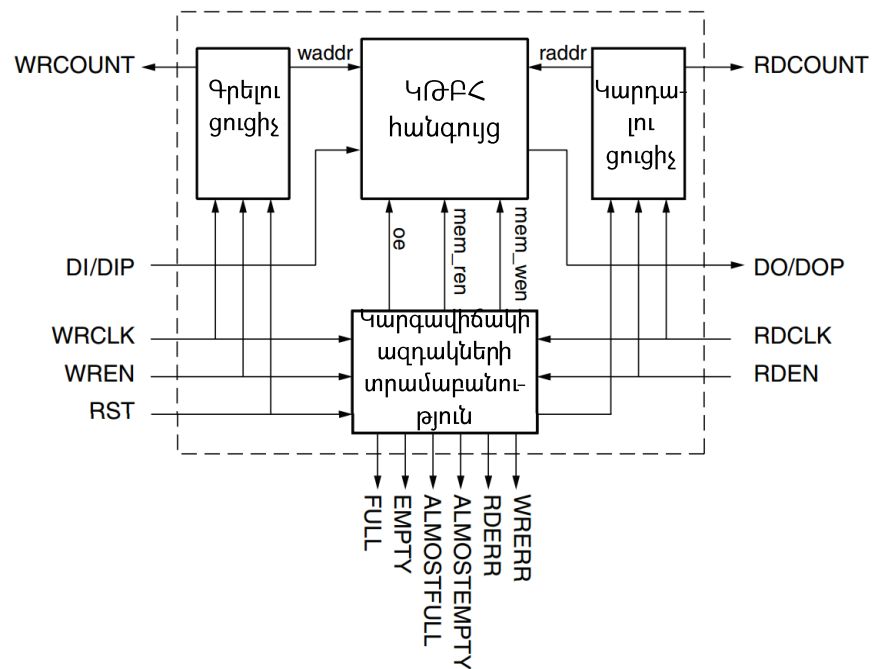 WRCOUNT
waddr
raddr
RDCOUNT
Գրելու
ցուցիչ
ԿԹԲՀ
հանգույց
Կարդա-
լու
ցուցիչ
oe
mem_ren
mem_wen
DI/DIP
DO/DOP
Կարգավիճակի
ազդակների
տրամաբանու-
թյուն
WRCLK
RDCLK
WREN
RDEN
RST
FULL
EMPTY
ALMOSTFULL
ALMOSTEMPTY
RDERR
WRERR